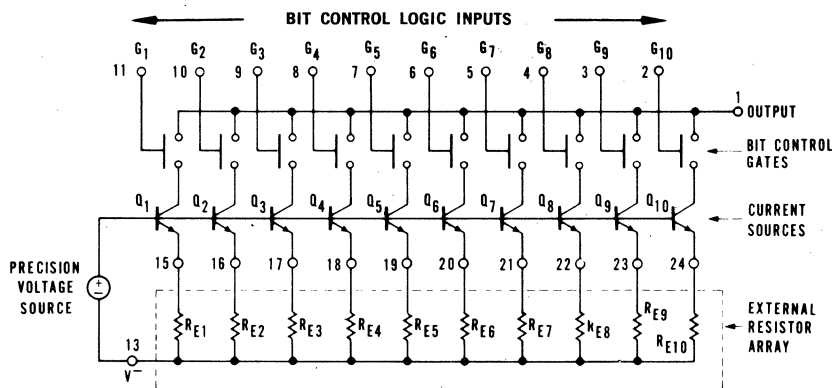 BIT CONTROL LOGIC INPUTS
G1 G2 G3 G4 G5 G6 G7 G8 G9 G10
11 10 9 8 7 6 5 4 3 2
1
OUTPUT
BIT CONTROL
GATES
Q1 Q2 Q3 Q4 Q5 Q6 Q7 Q8 Q9 Q10
CURRENT
SOURCES
PRECISION
VOLTAGE
SOURCE
15 16 17 18 19 20 21 22 23 24
RE1 RE2 RE3 RE4 RE5 RE6 RE7 kE8 RE9 RE10
EXTERNAL
RESISTOR
ARRAY
13
V−